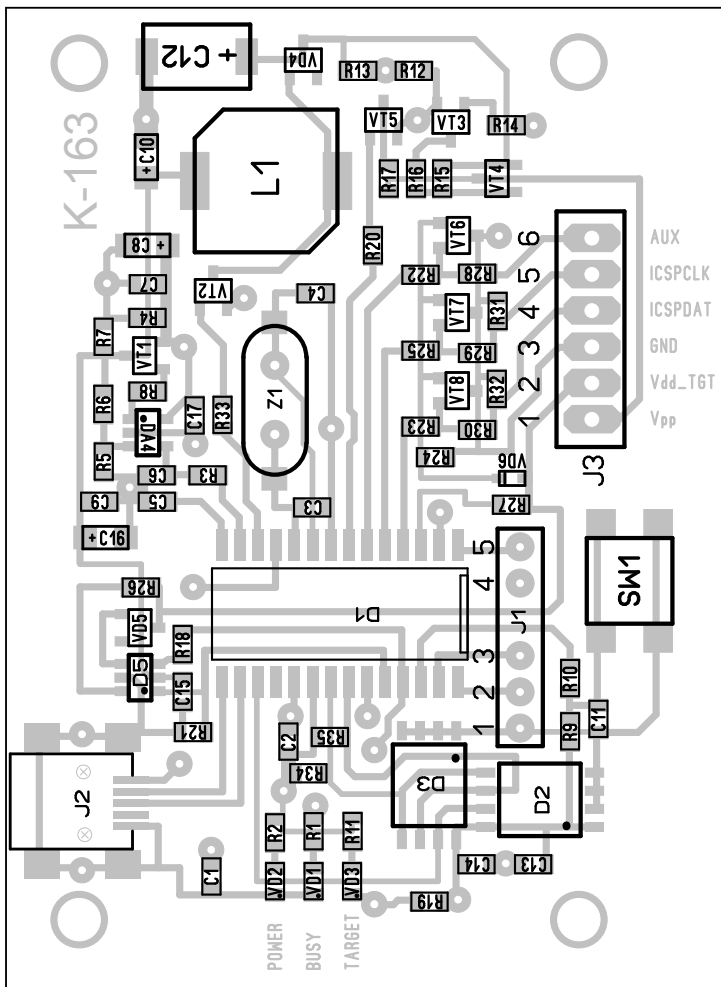 + C12
VD4
R13
R12
K-163
+ C10
L1
VT5
VT3
R14
R17
R16
R15
VT4
C8 +
R20
VT6
6
AUX
C7
VT2
C4
R22
R28
5
ICSPCLK
R4
R7
VT7
R31
4
ICSPDAT
VT1
R25
R29
3
GND
R8
R6
Z1
VT8
R32
2
Vdd_TGT
DA4
C17
R33
R23
R30
1
Vpp
R5
C6
R3
R24
VD6
J3
C9
C5
C3
R27
+ C16
5
R26
4
SW1
VD5
D1
J1
R18
D5
3
R10
C15
2
R21
C2
R35
1
R9
C11
R34
J2
D3
D2
R2
R1
R11
C1
C14
C13
VD2
VD1
VD3
R19
POWER
BUSY
TARGET